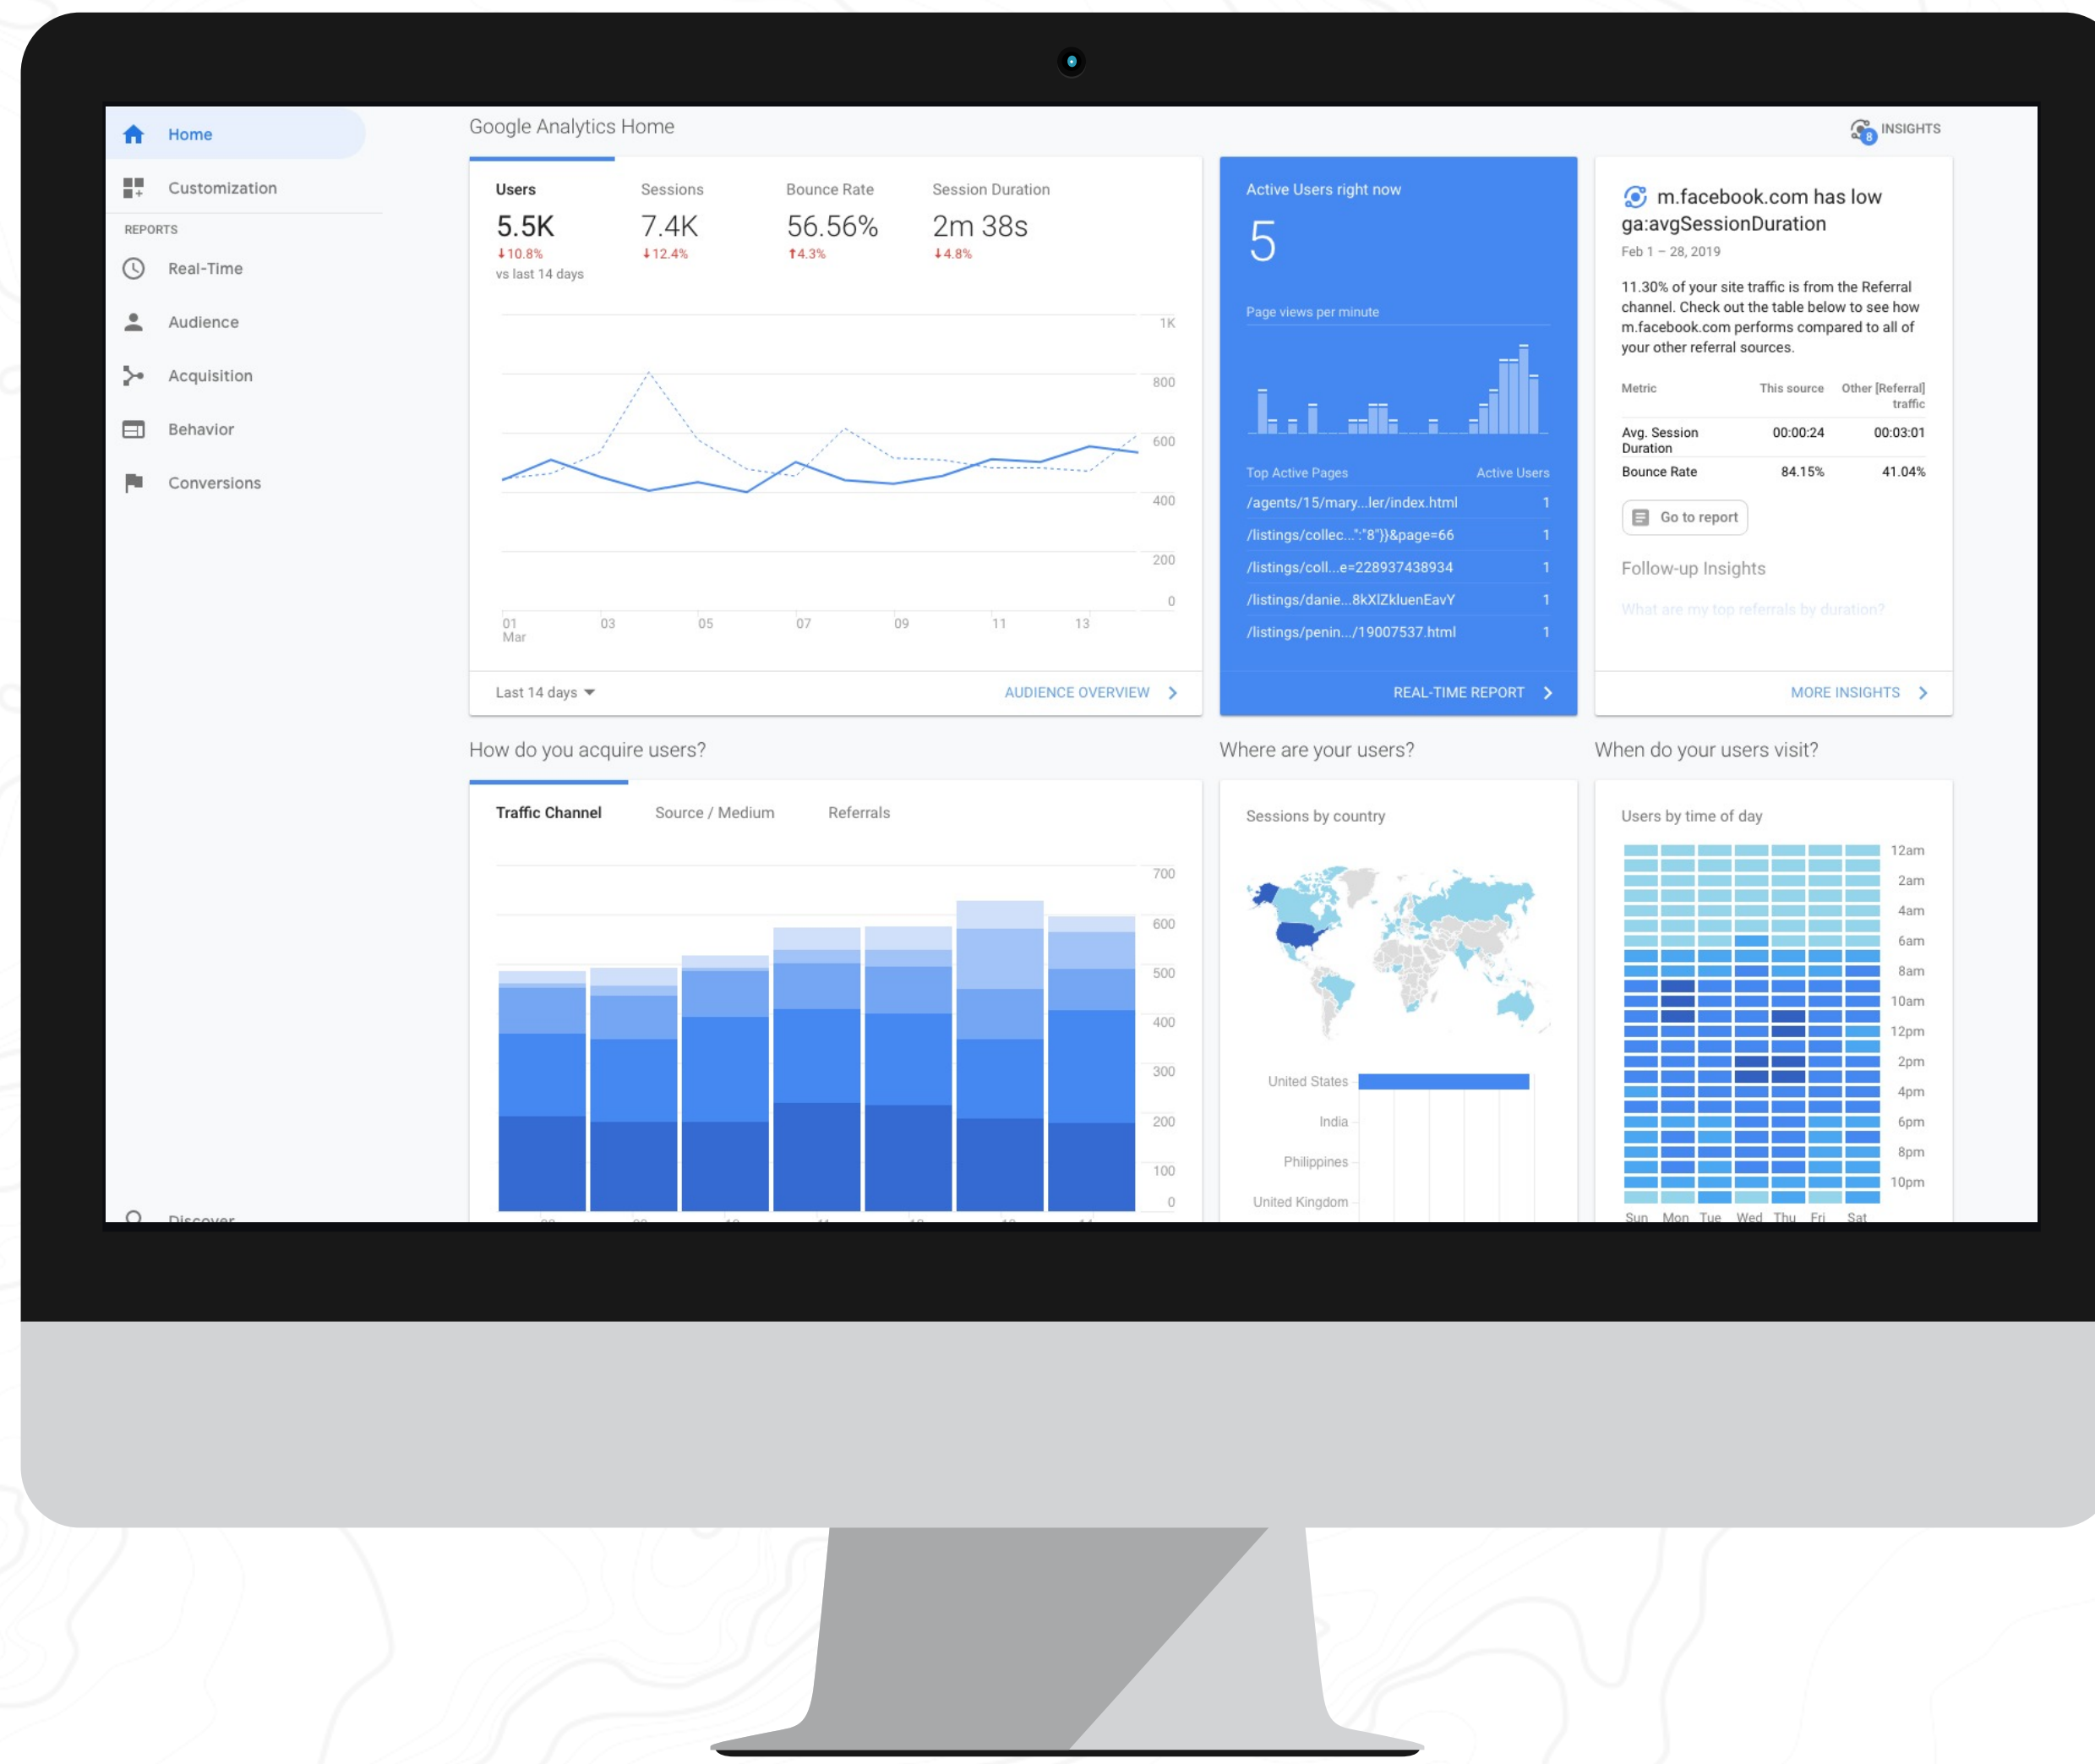 Home
Customization
REPORTS
Real-Time
Audience
Acquisition
Behavior
Conversions
Discover
Google Analytics Home
8 INSIGHTS
Users
5.5K
10.8%
vs last 14 days
Sessions
7.4K
12.4%
Bounce Rate
56.56%
4.3%
Session Duration
2m 38s
4.8%
1K
800
600
400
200
0
01 03 05 07 09 11 13
Mar
Last 14 days
AUDIENCE OVERVIEW
Active Users right now
5
Page views per minute
Top Active Pages Active Users
/agents/15/mary...ler/index.html 1
/listings/collec...":"8"}}&page=66 1
/listings/coll...e=228937438934 1
/listings/danie...8kXlZkluenEavY 1
/listings/penin.../19007537.html 1
REAL-TIME REPORT
m.facebook.com has low
ga:avgSessionDuration
Feb 1 – 28, 2019
11.30% of your site traffic is from the Referral
channel. Check out the table below to see how
m.facebook.com performs compared to all of
your other referral sources.
Metric This source Other [Referral]
traffic
Avg. Session 00:00:24 00:03:01
Duration
Bounce Rate 84.15% 41.04%
Go to report
Follow-up Insights
What are my top referrals by duration?
MORE INSIGHTS
How do you acquire users?
Traffic Channel Source / Medium Referrals
700
600
500
400
300
200
100
0
Where are your users?
Sessions by country
United States
India
Philippines
United Kingdom
When do your users visit?
Users by time of day
12am
2am
4am
6am
8am
10am
12pm
2pm
4pm
6pm
8pm
10pm
Sun Mon Tue Wed Thu Fri Sat